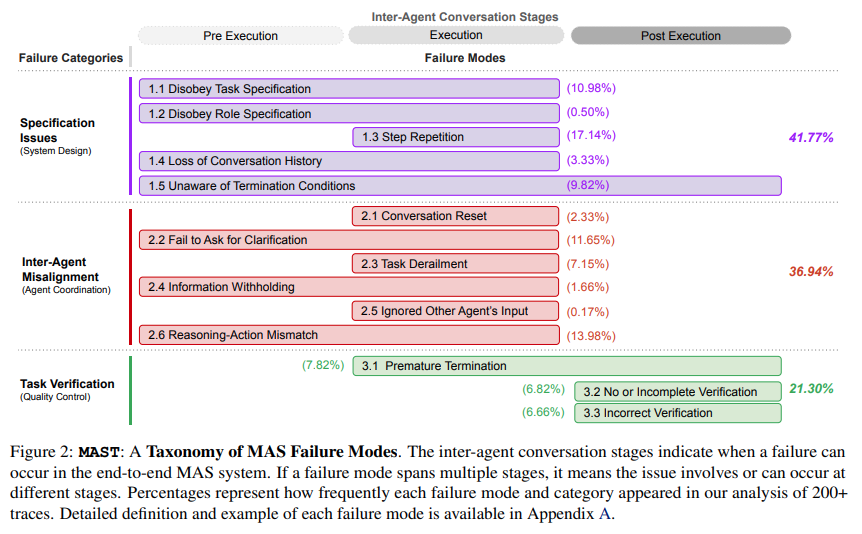 Inter-Agent Conversation Stages
Pre Execution
Execution
Post Execution
Failure Categories
Failure Modes
Specification
Issues
(System Design)
1.1 Disobey Task Specification
(10.98%)
1.2 Disobey Role Specification
(0.50%)
1.3 Step Repetition
(17.14%)
1.4 Loss of Conversation History
(3.33%)
1.5 Unaware of Termination Conditions
(9.82%)
41.77%
Inter-Agent
Misalignment
(Agent Coordination)
2.1 Conversation Reset
(2.33%)
2.2 Fail to Ask for Clarification
(11.65%)
2.3 Task Derailment
(7.15%)
2.4 Information Withholding
(1.66%)
2.5 Ignored Other Agent's Input
(0.17%)
2.6 Reasoning-Action Mismatch
(13.98%)
36.94%
Task Verification
(Quality Control)
(7.82%)
3.1 Premature Termination
(6.82%)
3.2 No or Incomplete Verification
(6.66%)
3.3 Incorrect Verification
21.30%
Figure 2: MAST: A Taxonomy of MAS Failure Modes. The inter-agent conversation stages indicate when a failure can
occur in the end-to-end MAS system. If a failure mode spans multiple stages, it means the issue involves or can occur at
different stages. Percentages represent how frequently each failure mode and category appeared in our analysis of 200+
traces. Detailed definition and example of each failure mode is available in Appendix A.